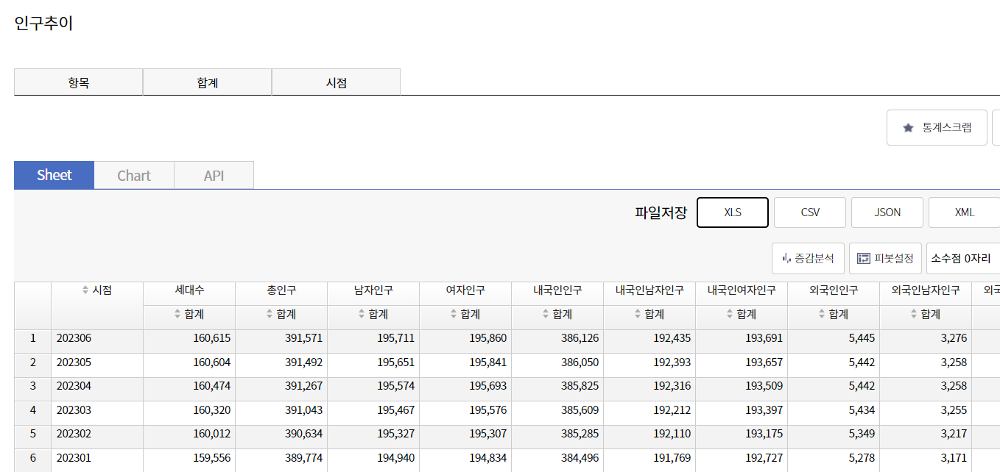 인구추이
항목 합계 시점
통계스크랩
Sheet Chart API
파일저장 XLS CSV JSON XML
증감분석 피봇설정 소수점 0자리
시점 세대수 총인구 남자인구 여자인구 내국인인구 내국인남자인구 내국인여자인구 외국인인구 외국인남자인구 외국
합계 합계 합계 합계 합계 합계 합계 합계 합계
1 202306 160,615 391,571 195,711 195,860 386,126 192,435 193,691 5,445 3,276
2 202305 160,604 391,492 195,651 195,841 386,050 192,393 193,657 5,442 3,258
3 202304 160,474 391,267 195,574 195,693 385,825 192,316 193,509 5,442 3,258
4 202303 160,320 391,043 195,467 195,576 385,609 192,212 193,397 5,434 3,255
5 202302 160,012 390,634 195,327 195,307 385,285 192,110 193,175 5,349 3,217
6 202301 159,556 389,774 194,940 194,834 384,496 191,769 192,727 5,278 3,171